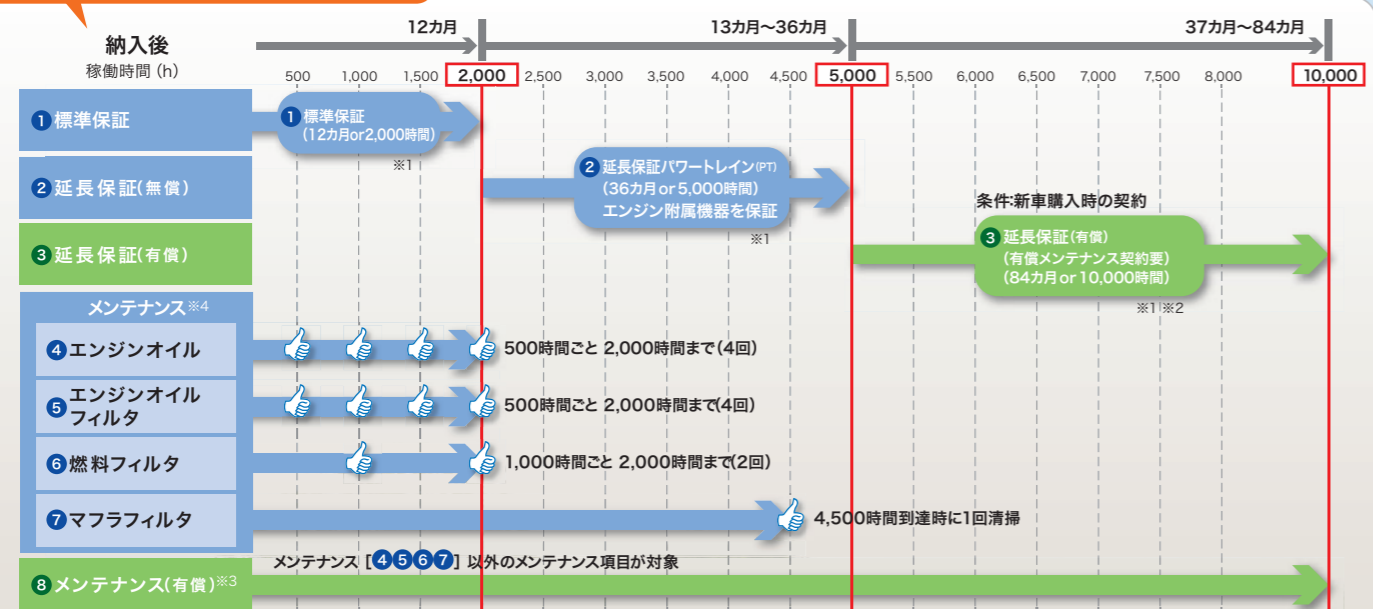 12カ月
13カ月〜36カ月
37カ月〜84カ月
納入後
稼働時間 (h)
500 1,000 1,500 2,000 2,500 3,000 3,500 4,000 4,500 5,000 5,500 6,000 6,500 7,000 7,500 8,000 10,000
①標準保証
①標準保証
(12カ月or2,000時間)
※1
②延長保証(無償)
②延長保証パワートレイン(PT)
(36カ月or5,000時間)
エンジン附属機器を保証
※1
条件:新車購入時の契約
③延長保証(有償)
③延長保証(有償)
(有償メンテナンス契約要)
(84カ月or10,000時間)
※1 ※2
メンテナンス※4
④エンジンオイル
500時間ごと 2,000時間まで(4回)
⑤エンジンオイル
フィルタ
500時間ごと 2,000時間まで(4回)
⑥燃料フィルタ
1,000時間ごと 2,000時間まで(2回)
⑦マフラフィルタ
4,500時間到達時に1回清掃
メンテナンス [④⑤⑥⑦] 以外のメンテナンス項目が対象
⑧メンテナンス(有償)※3